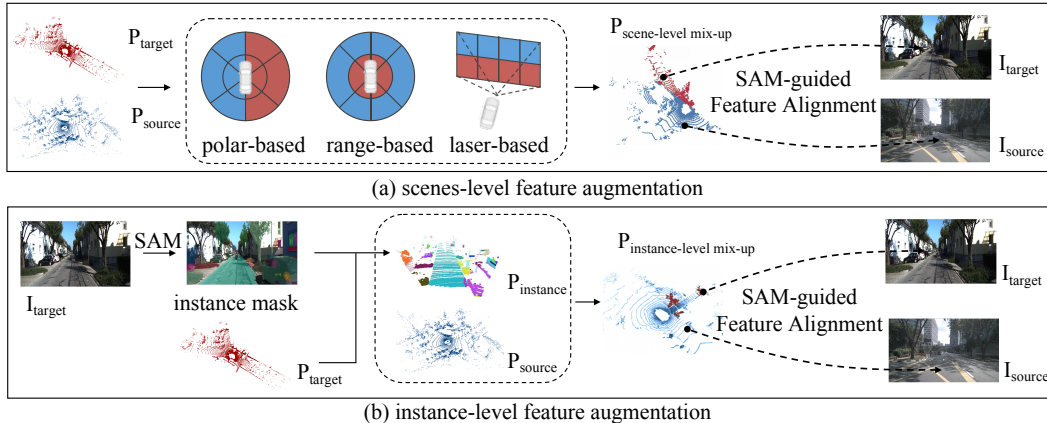 P_target
P_source
polar-based
range-based
laser-based
P_scene-level mix-up
SAM-guided
Feature Alignment
I_target
I_source
(a) scenes-level feature augmentation
I_target
SAM
instance mask
P_target
P_instance
P_source
P_instance-level mix-up
SAM-guided
Feature Alignment
I_target
I_source
(b) instance-level feature augmentation